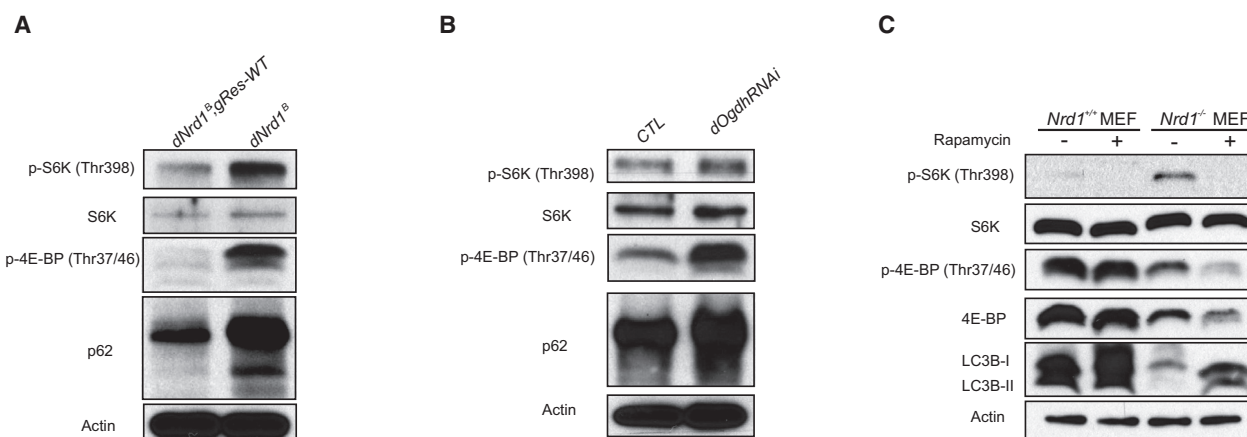 A
dNrd1ᴮ;gRes-WT
dNrd1ᴮ
p-S6K (Thr398)
S6K
p-4E-BP (Thr37/46)
p62
Actin
B
CTL
dOgdhRNAi
p-S6K (Thr398)
S6K
p-4E-BP (Thr37/46)
p62
Actin
C
Nrd1⁺/⁺ MEF Nrd1⁻/⁻ MEF
Rapamycin - + - +
p-S6K (Thr398)
S6K
p-4E-BP (Thr37/46)
4E-BP
LC3B-I
LC3B-II
Actin